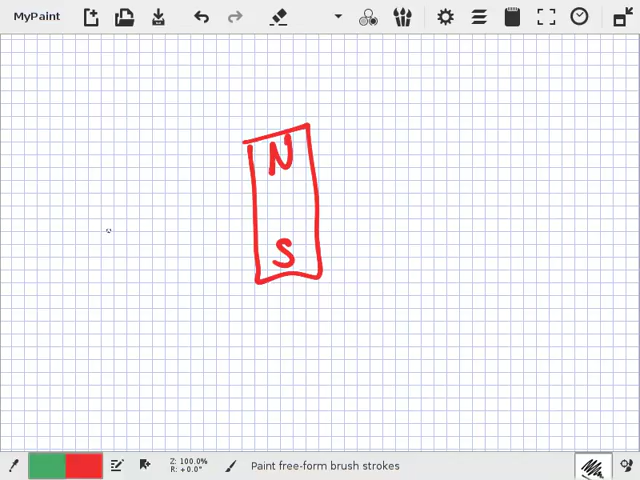 MyPaint
N
S
Z: 100.0%
R: +0.0°
Paint free-form brush strokes